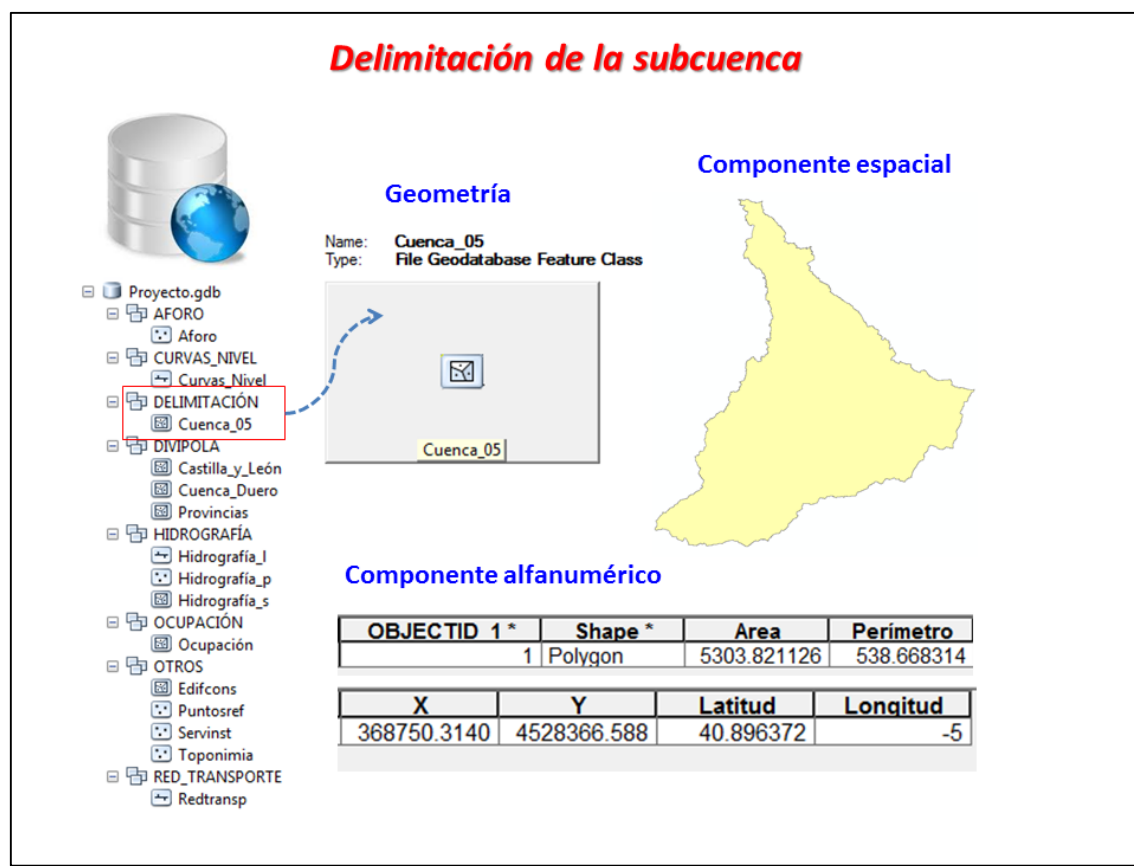 Delimitación de la subcuenca
Componente espacial
Geometría
Name: Cuenca_05
Type: File Geodatabase Feature Class
Cuenca_05
Proyecto.gdb
AFORO
Aforo
CURVAS_NIVEL
Curvas_Nivel
DELIMITACIÓN
Cuenca_05
DIVIPOLA
Castilla_y_León
Cuenca_Duero
Provincias
HIDROGRAFÍA
Hidrografía_l
Hidrografía_p
Hidrografía_s
OCUPACIÓN
Ocupación
OTROS
Edifcons
Puntosref
Servinst
Toponimia
RED_TRANSPORTE
Redtransp
Componente alfanumérico
OBJECTID_1 * Shape * Area Perímetro
1 Polygon 5303.821126 538.668314
X Y Latitud Longitud
368750.3140 4528366.588 40.896372 -5